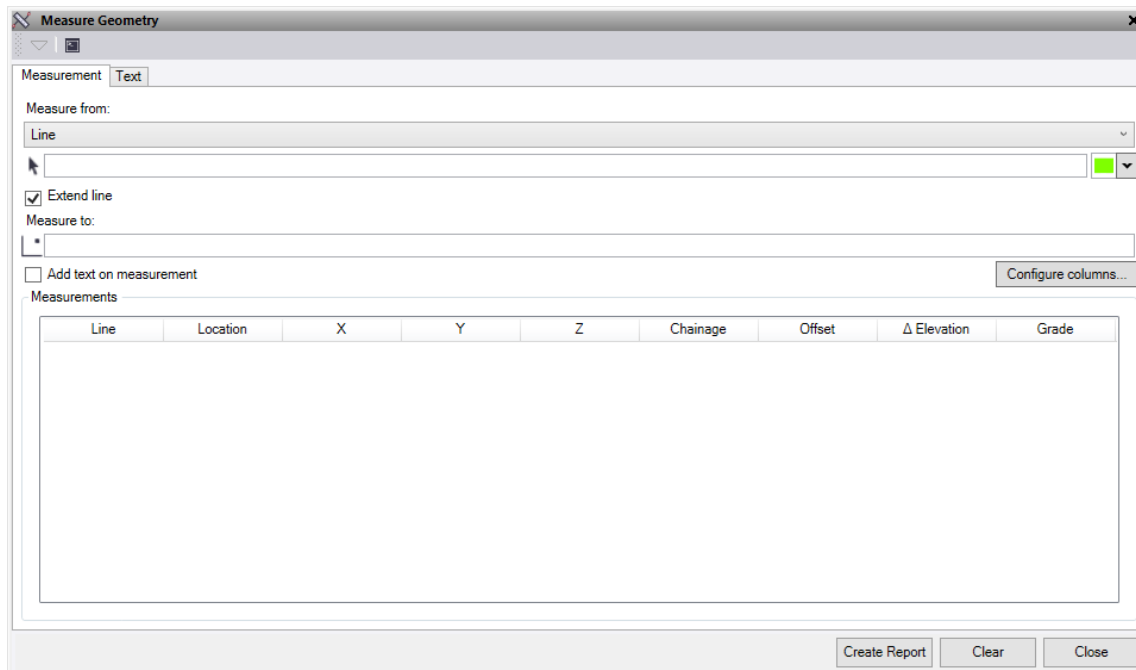 Measure Geometry
Measurement Text
Measure from:
Line
Extend line
Measure to:
Add text on measurement Configure columns...
Measurements
Line Location X Y Z Chainage Offset Δ Elevation Grade
Create Report Clear Close